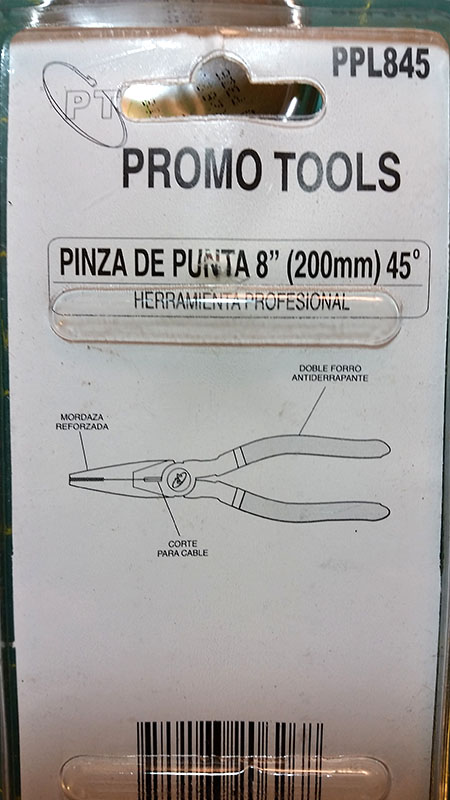 PPL845
PT
PROMO TOOLS
PINZA DE PUNTA 8” (200mm) 45°
HERRAMIENTA PROFESIONAL
DOBLE FORRO
ANTIDERRAPANTE
MORDAZA
REFORZADA
CORTE
PARA CABLE